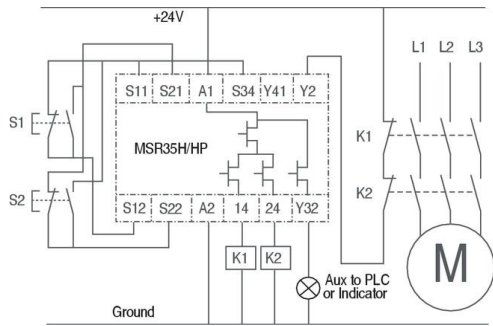 +24V
L1 L2 L3
S11 S21 A1 S34 Y41 Y2
S1
K1
MSR35H/HP
K2
S2
S12 S22 A2 14 24 Y32
K1 K2
M
Aux to PLC
or Indicator
Ground